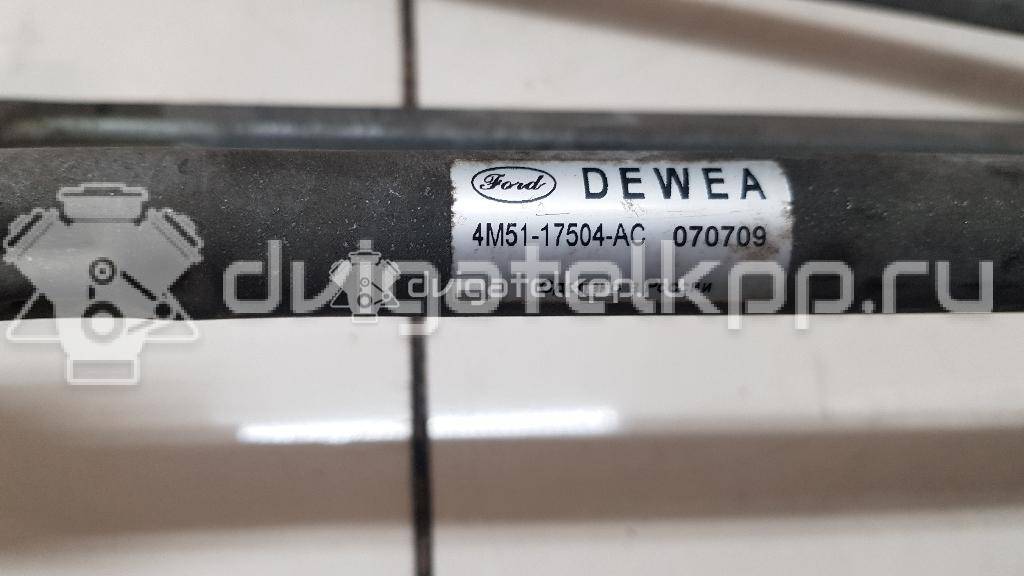 Ford DEWEA
4M51-17504-AC 070709
dvigatelkpp.ru